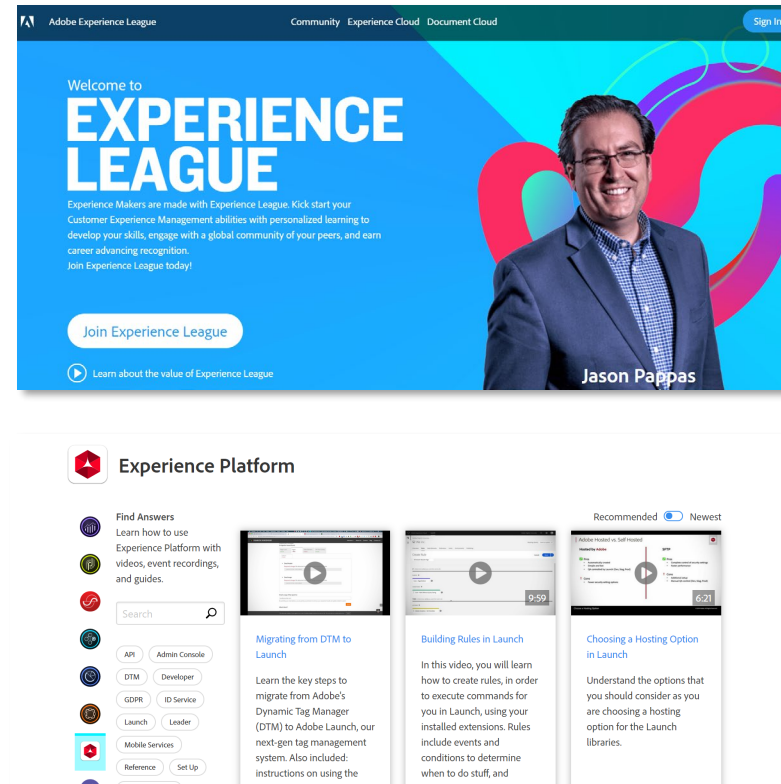 Adobe Experience League
Community Experience Cloud Document Cloud
Sign In
Welcome to
EXPERIENCE
LEAGUE
Experience Makers are made with Experience League. Kick start your
Customer Experience Management abilities with personalized learning to
develop your skills, engage with a global community of your peers, and earn
career advancing recognition.
Join Experience League today!
Join Experience League
Learn about the value of Experience League
Jason Pappas
Experience Platform
Find Answers
Learn how to use
Experience Platform with
videos, event recordings,
and guides.
Search
API Admin Console
DTM Developer
GDPR ID Service
Launch Leader
Mobile Services
Reference Set Up
Recommended Newest
Migrating from DTM to
Launch
Learn the key steps to
migrate from Adobe's
Dynamic Tag Manager
(DTM) to Adobe Launch, our
next-gen tag management
system. Also included:
instructions on using the
9:59
Building Rules in Launch
In this video, you will learn
how to create rules, in order
to execute commands for
you in Launch, using your
installed extensions. Rules
include events and
conditions to determine
when to do stuff, and
Adobe Hosted vs. Self Hosted
Hosted by Adobe
SFTP
6:21
Choosing a Hosting Option
in Launch
Understand the options that
you should consider as you
are choosing a hosting
option for the Launch
libraries.